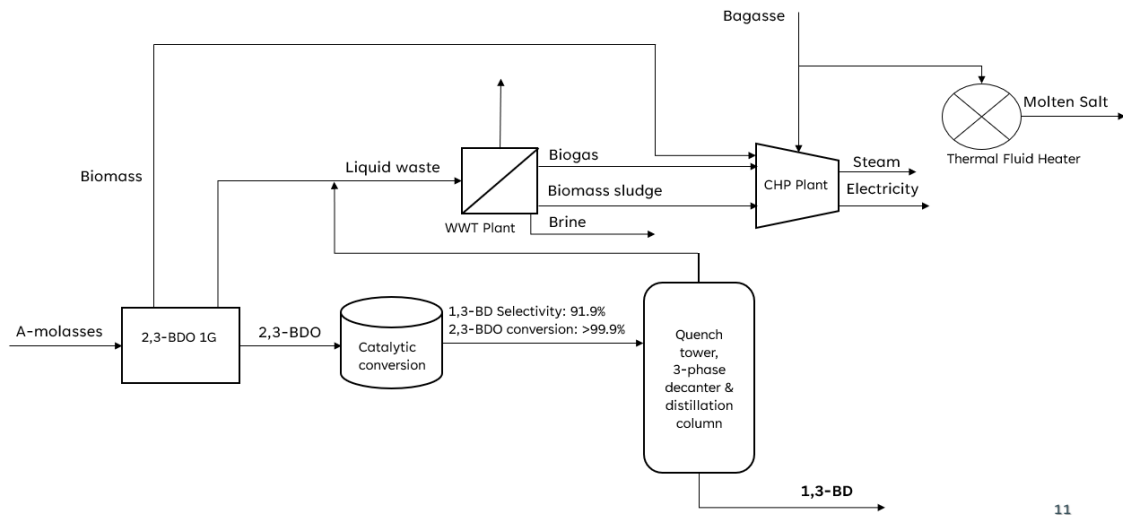 Bagasse
Molten Salt
Thermal Fluid Heater
Biomass
Liquid waste
Biogas
Biomass sludge
Brine
WWT Plant
CHP Plant
Steam
Electricity
A-molasses
2,3-BDO 1G
2,3-BDO
Catalytic
conversion
1,3-BD Selectivity: 91.9%
2,3-BDO conversion: >99.9%
Quench
tower,
3-phase
decanter &
distillation
column
1,3-BD
11